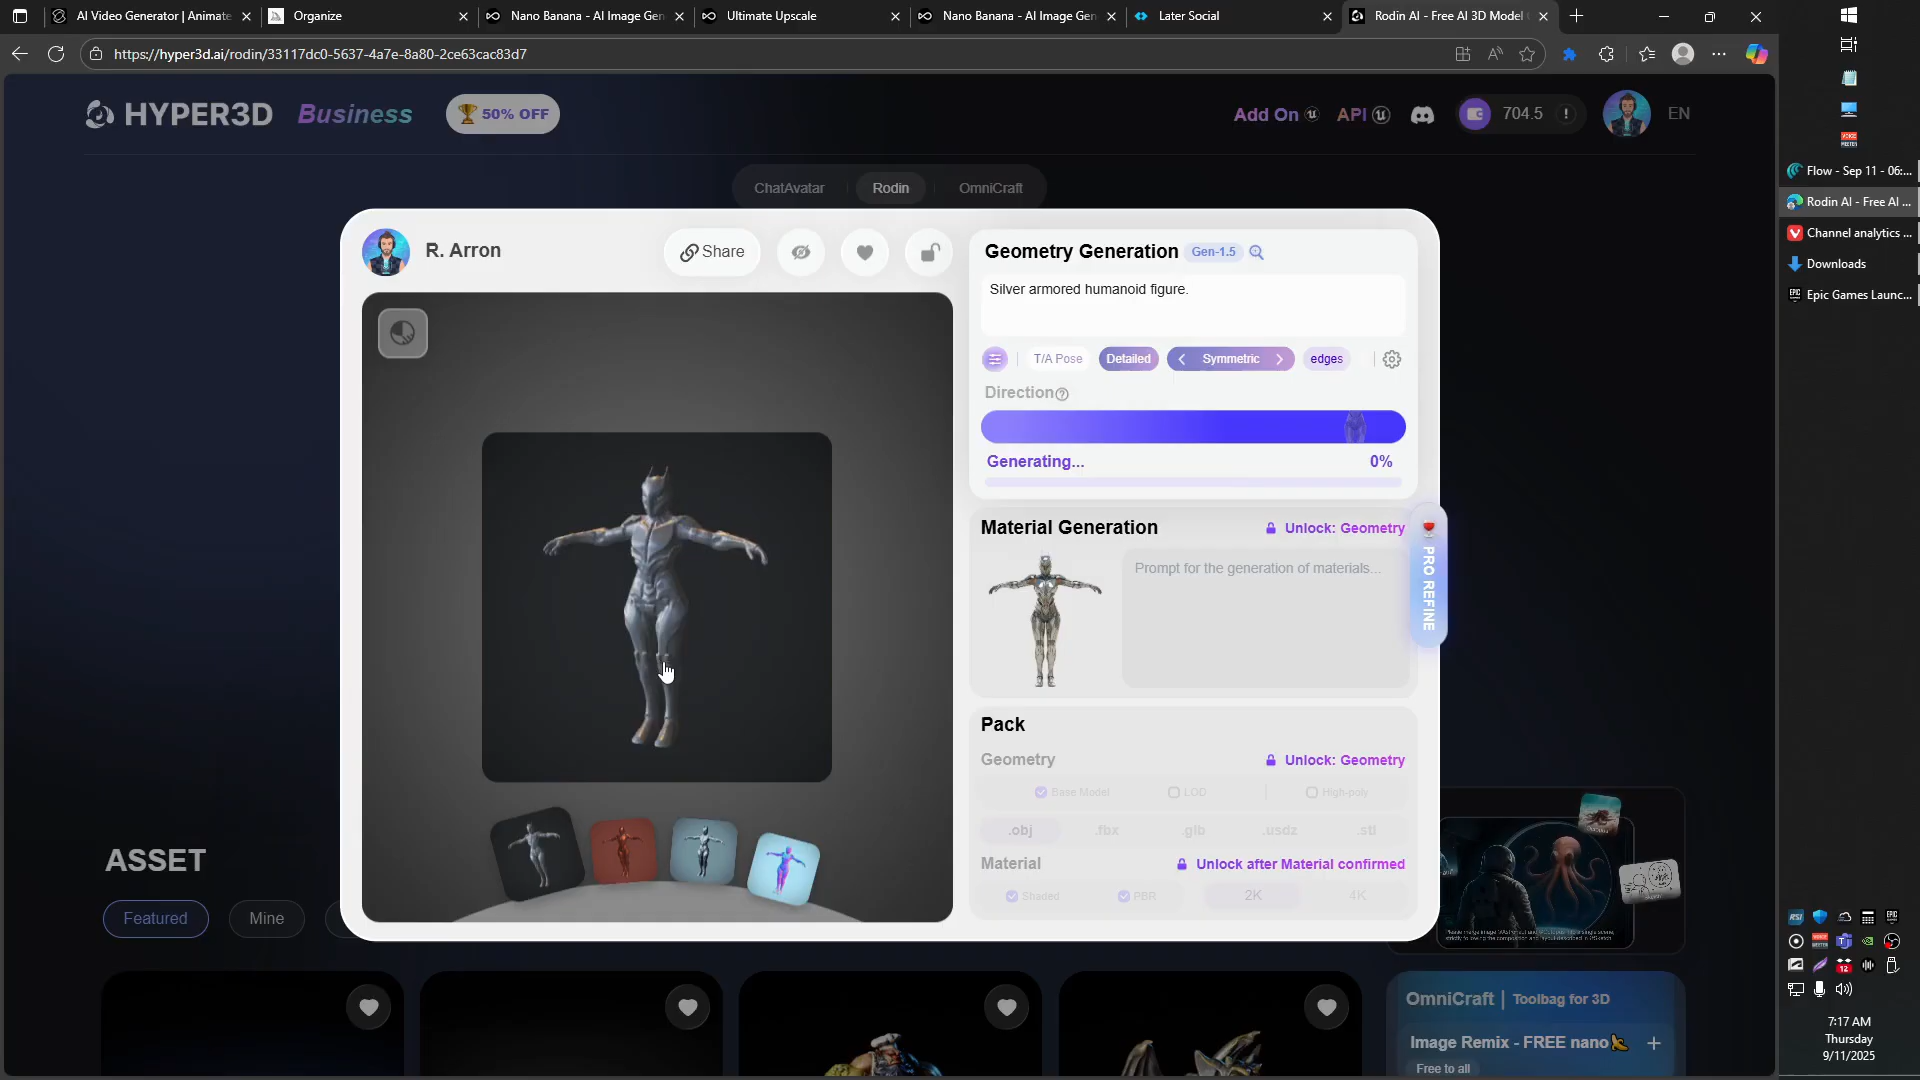 AI Video Generator | Animate
Organize
Nano Banana - AI Image Gen
Ultimate Upscale
Nano Banana - AI Image Gen
Later Social
Rodin AI - Free AI 3D Model
https://hyper3d.ai/rodin/33117dc0-5637-4a7e-8a80-2ce63cac83d7
HYPER3D
Business
50% OFF
Add On
API
704.5
EN
ChatAvatar
Rodin
OmniCraft
R. Arron
Share
Geometry Generation
Gen-1.5
Silver armored humanoid figure.
T/A Pose
Detailed
Symmetric
edges
Direction
Generating...
0%
Material Generation
Unlock: Geometry
Prompt for the generation of materials...
PRO REFINE
Pack
Geometry
Unlock: Geometry
Base Model
LOD
High-poly
.obj
.fbx
.glb
.usdz
.stl
Material
Unlock after Material confirmed
Shaded
PBR
2K
4K
ASSET
Featured
Mine
OmniCraft | Toolbag for 3D
Image Remix - FREE nano
Free to all
Flow - Sep 11 - 06:...
Rodin AI - Free AI ...
Channel analytics ...
Downloads
Epic Games Launc...
7:17 AM
Thursday
9/11/2025